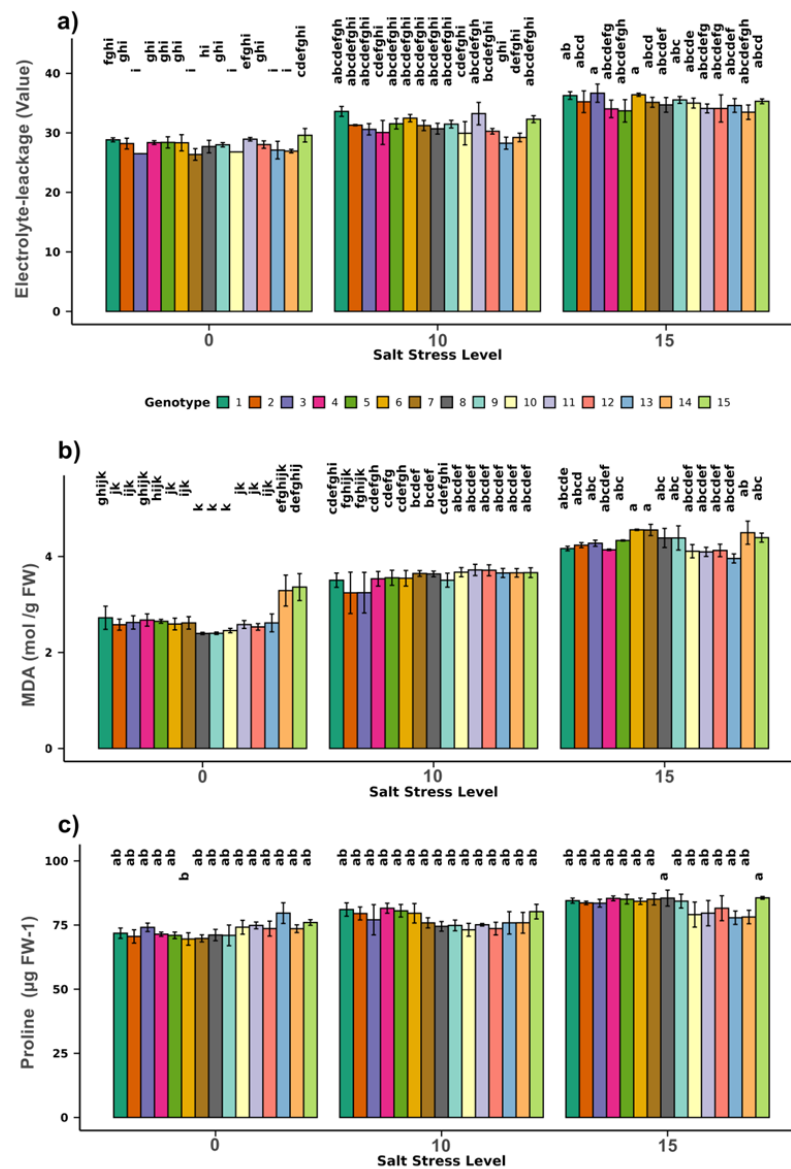 a)
fghi ghi i ghi ghi ghi i hi ghi i efghi ghi i i cdefghi abcdefgh abcdefghi abcdefghi cdefghi abcdefghi abcdefghi abcdefghi abcdefghi abcdefghi cdefghi abcdefgh bcdefghi ghi defghi abcdefghi ab abcd a abcdefg abcdefgh a abcd abcdef abc abcde abcdefg abcdefg abcdef abcdefgh abcd
Electrolyte-leackage (Value)
40
30
20
10
0
0 10 15
Salt Stress Level
Genotype 1 2 3 4 5 6 7 8 9 10 11 12 13 14 15
b)
ghijk jk ijk ghijk hijk jk ijk k k k jk jk ijk efghijk defghij cdefghi fghijk fghijk cdefgh cdefg cdefgh bcdef bcdef cdefghi abcdef abcdef abcdef abcdef abcdef abcdef abcde abcd abc abcdef abc a a abc abc abcdef abcdef abcdef abcdef ab abc
MDA (mol /g FW)
4
2
0
0 10 15
Salt Stress Level
c)
ab ab ab ab ab b ab ab ab ab ab ab ab ab ab ab ab ab ab ab ab ab ab ab ab ab ab ab ab ab ab ab ab ab ab ab ab a ab ab ab ab ab ab a
Proline (µg FW-1)
100
75
50
25
0
0 10 15
Salt Stress Level